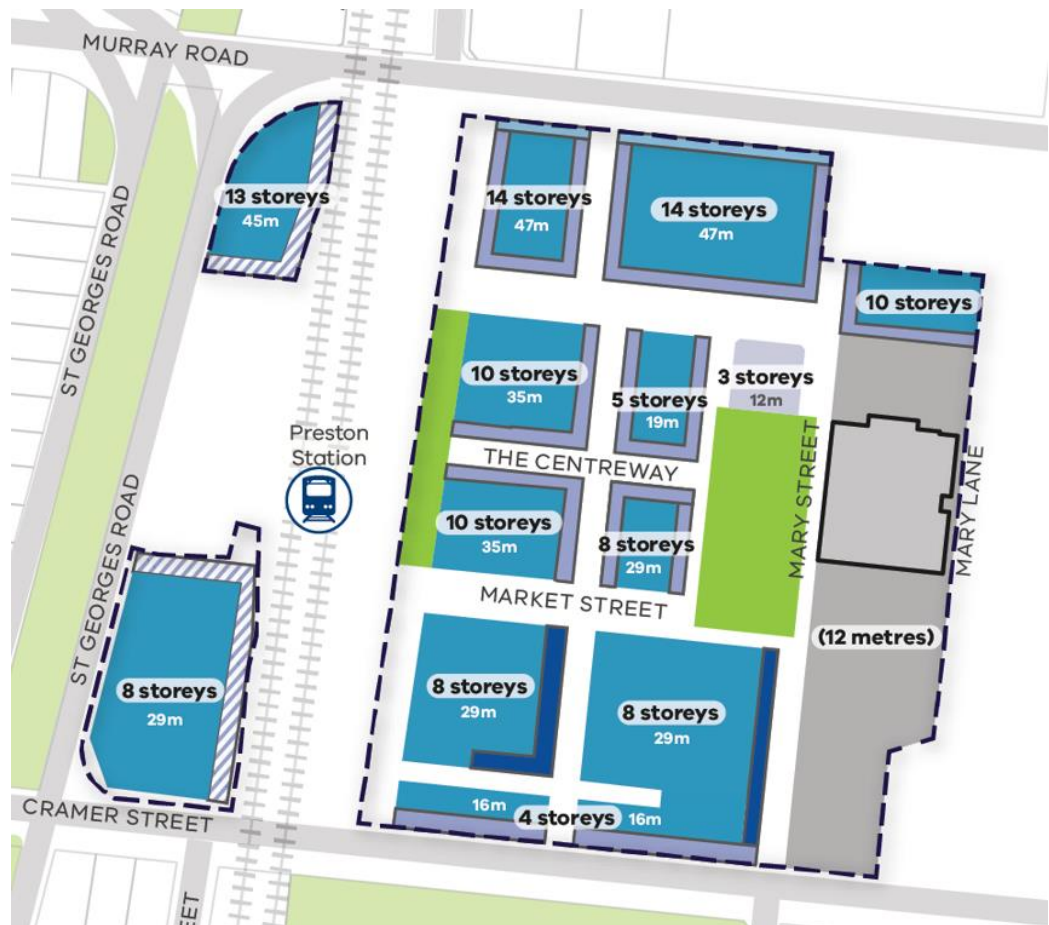 MURRAY ROAD
13 storeys
45m
14 storeys
47m
14 storeys
47m
10 storeys
ST GEORGES ROAD
10 storeys
35m
5 storeys
19m
3 storeys
12m
Preston
Station
THE CENTREWAY
MARY STREET
MARY LANE
10 storeys
35m
8 storeys
29m
ST GEORGES ROAD
MARKET STREET
(12 metres)
8 storeys
29m
8 storeys
29m
8 storeys
29m
16m
4 storeys
16m
CRAMER STREET
EET